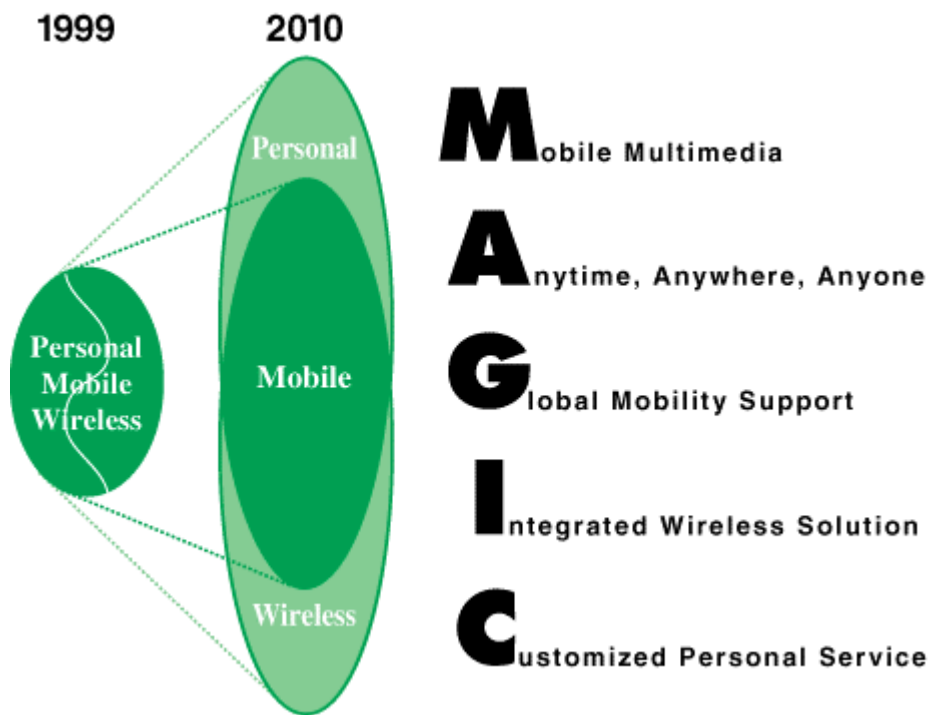 1999
2010
Personal
Mobile
Wireless
Personal
Mobile
Wireless
Mobile Multimedia
Anytime, Anywhere, Anyone
Global Mobility Support
Integrated Wireless Solution
Customized Personal Service